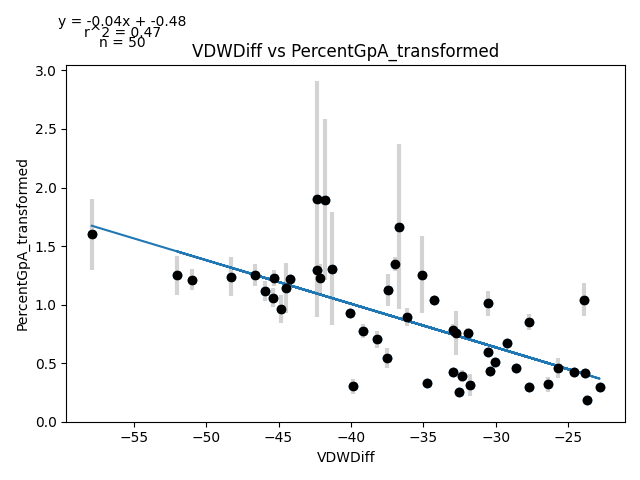 y = -0.04x + -0.48
r^2 = 0.47
n = 50
VDWDiff vs PercentGpA_transformed
3.0
2.5
2.0
1.5
1.0
0.5
0.0
PercentGpA_transformed
−55 −50 −45 −40 −35 −30 −25
VDWDiff